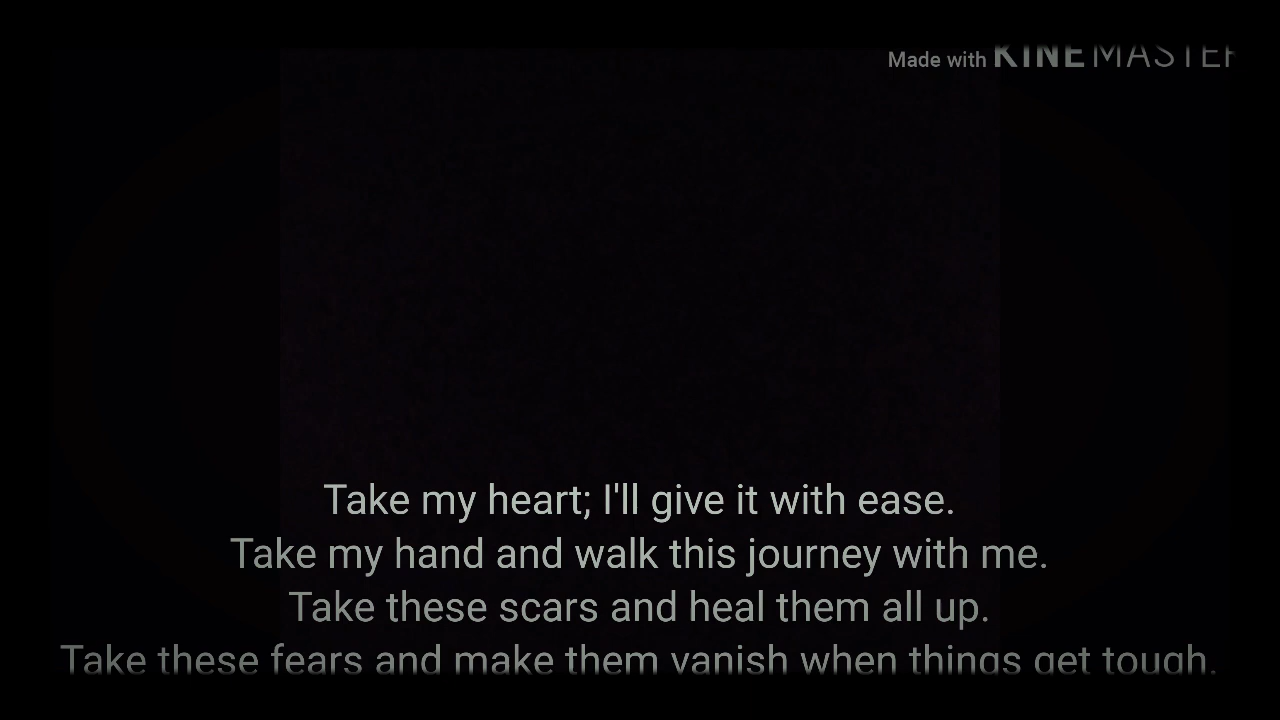 Made with KINEMASTER
Take my heart; I'll give it with ease.
Take my hand and walk this journey with me.
Take these scars and heal them all up.
Take these fears and make them vanish when things get tough.